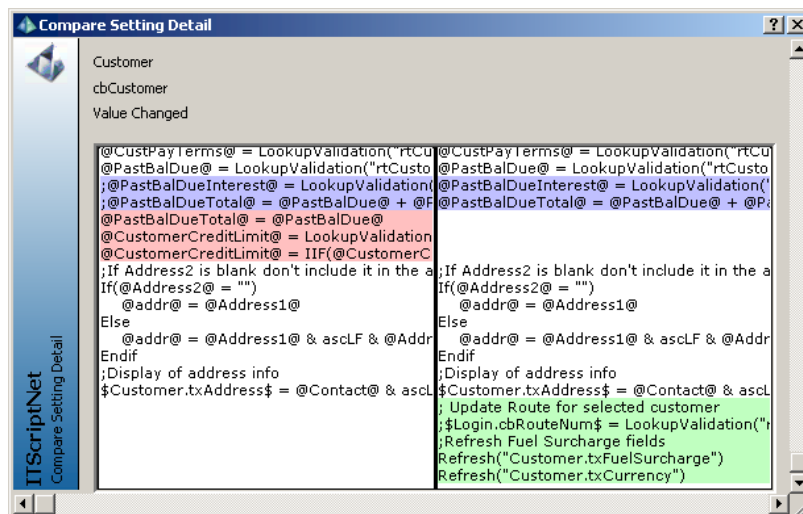 Compare Setting Detail
Customer
cbCustomer
Value Changed
@CustPayTerms@ = LookupValidation("rtCu
@PastBalDue@ = LookupValidation("rtCusto
;@PastBalDueInterest@ = LookupValidation(
;@PastBalDueTotal@ = @PastBalDue@ + @P
@PastBalDueTotal@ = @PastBalDue@
@CustomerCreditLimit@ = LookupValidation
@CustomerCreditLimit@ = IIF(@CustomerC
;If Address2 is blank don't include it in the a
If(@Address2@ = "")
@addr@ = @Address1@
Else
@addr@ = @Address1@ & ascLF & @Addr
Endif
;Display of address info
$Customer.txAddress$ = @Contact@ & ascL
@CustPayTerms@ = LookupValidation("rtCu
@PastBalDue@ = LookupValidation("rtCusto
@PastBalDueInterest@ = LookupValidation("
@PastBalDueTotal@ = @PastBalDue@ + @Pa
;If Address2 is blank don't include it in the a
If(@Address2@ = "")
@addr@ = @Address1@
Else
@addr@ = @Address1@ & ascLF & @Addr
Endif
;Display of address info
$Customer.txAddress$ = @Contact@ & ascL
; Update Route for selected customer
;$Login.cbRouteNum$ = LookupValidation("r
;Refresh Fuel Surcharge fields
Refresh("Customer.txFuelSurcharge")
Refresh("Customer.txCurrency")
ITScriptNet
Compare Setting Detail